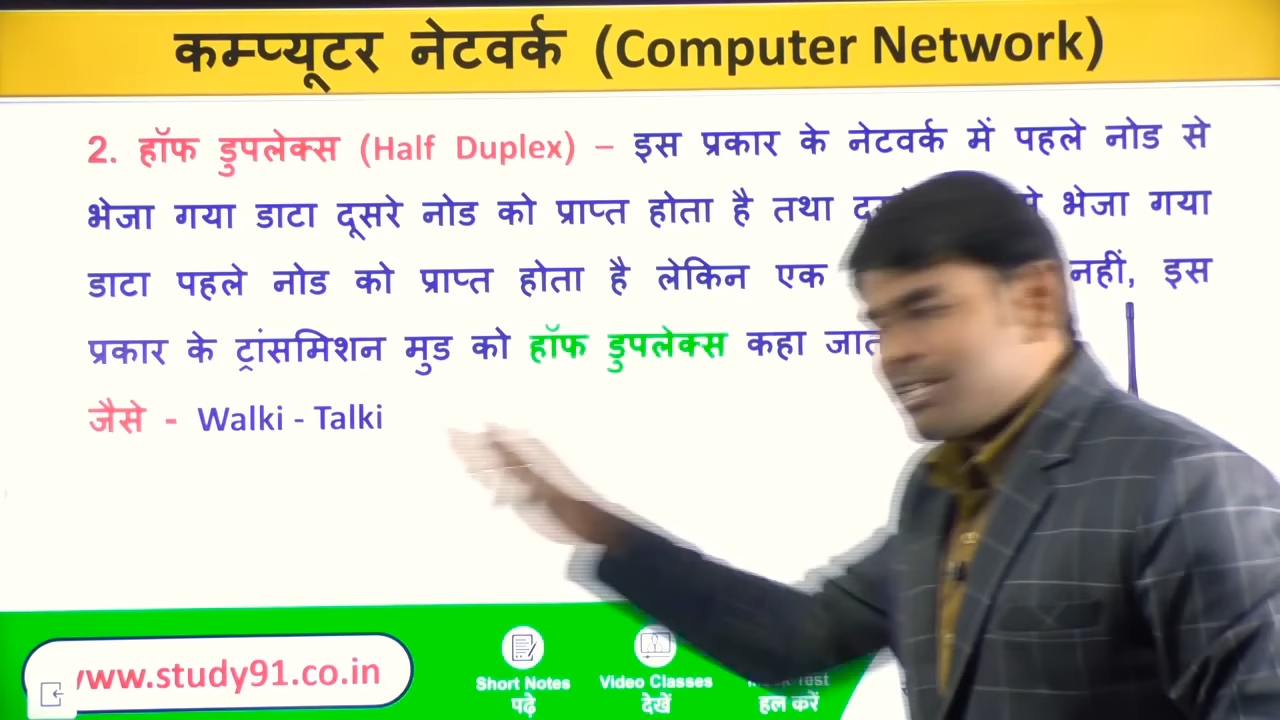 कम्प्यूटर नेटवर्क (Computer Network)
2. हॉफ डुपलेक्स (Half Duplex) – इस प्रकार के नेटवर्क में पहले नोड से
भेजा गया डाटा दूसरे नोड को प्राप्त होता है तथा भेजा गया
डाटा पहले नोड को प्राप्त होता है लेकिन एक नहीं, इस
प्रकार के ट्रांसमिशन मुड को हॉफ डुपलेक्स कहा
जैसे - Walki - Talki
www.study91.co.in
Short Notes
पढ़े
Video Classes
देखें
Test
हल करें